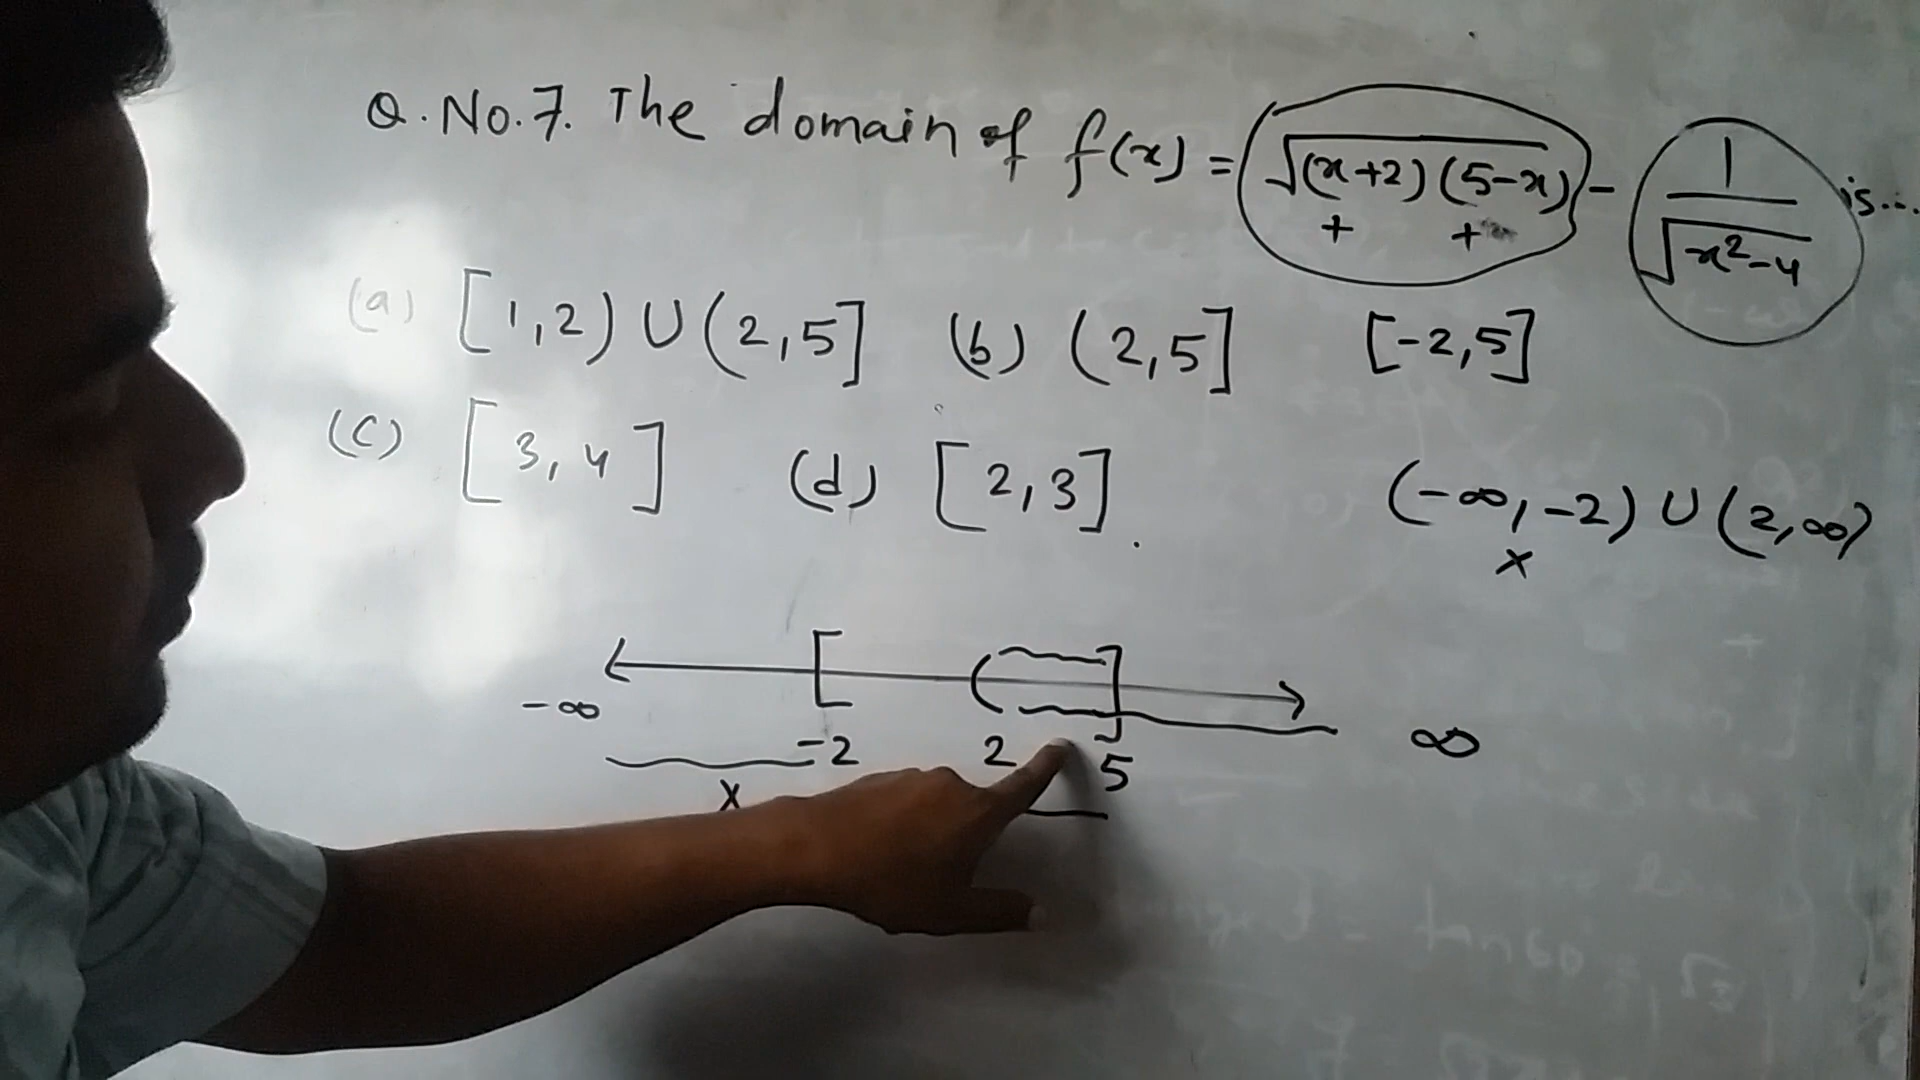 Q.No.7. The domain of f(x) = √(x+2)(5-x) - 1/√x²-4 is...
+ +
(a) [1,2) ∪ (2,5] (b) (2,5] [-2,5]
(c) [3,4] (d) [2,3].
(-∞,-2) ∪ (2,∞)
x
-∞ -2 2 5 ∞
x